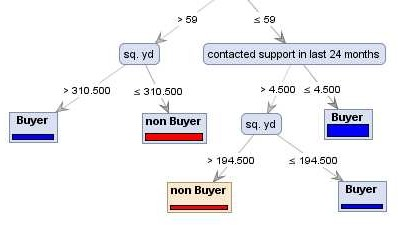 > 59 ≤ 59
sq. yd contacted support in last 24 months
> 310.500 ≤ 310.500 > 4.500 ≤ 4.500
Buyer non Buyer sq. yd Buyer
> 194.500 ≤ 194.500
non Buyer Buyer